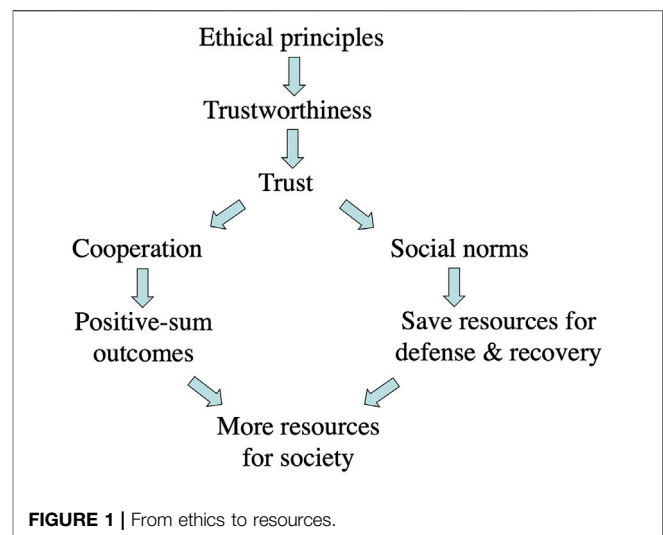 Ethical principles
Trustworthiness
Trust
Cooperation
Social norms
Positive-sum
outcomes
Save resources for
defense & recovery
More resources
for society
FIGURE 1 | From ethics to resources.